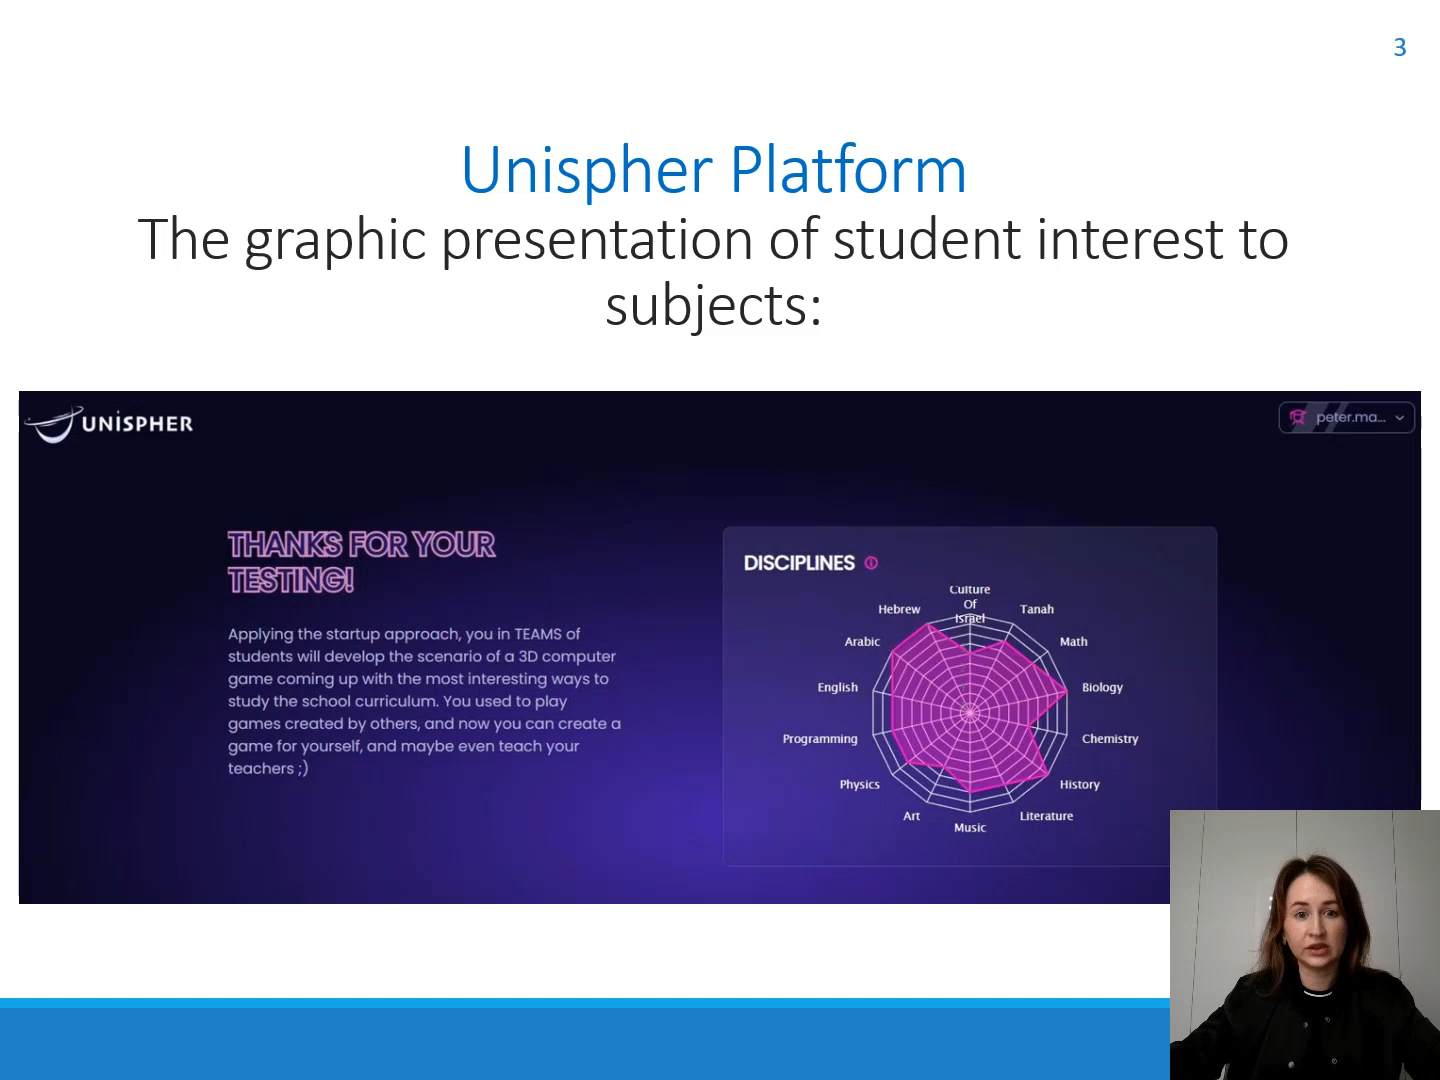 3
Unispher Platform
The graphic presentation of student interest to
subjects:
UNISPHER
peter.ma...
THANKS FOR YOUR
TESTING!
Applying the startup approach, you in TEAMS of
students will develop the scenario of a 3D computer
game coming up with the most interesting ways to
study the school curriculum. You used to play
games created by others, and now you can create a
game for yourself, and maybe even teach your
teachers ;)
DISCIPLINES
Culture
Of
Israel
Tanah
Math
Biology
Chemistry
History
Literature
Music
Art
Physics
Programming
English
Arabic
Hebrew